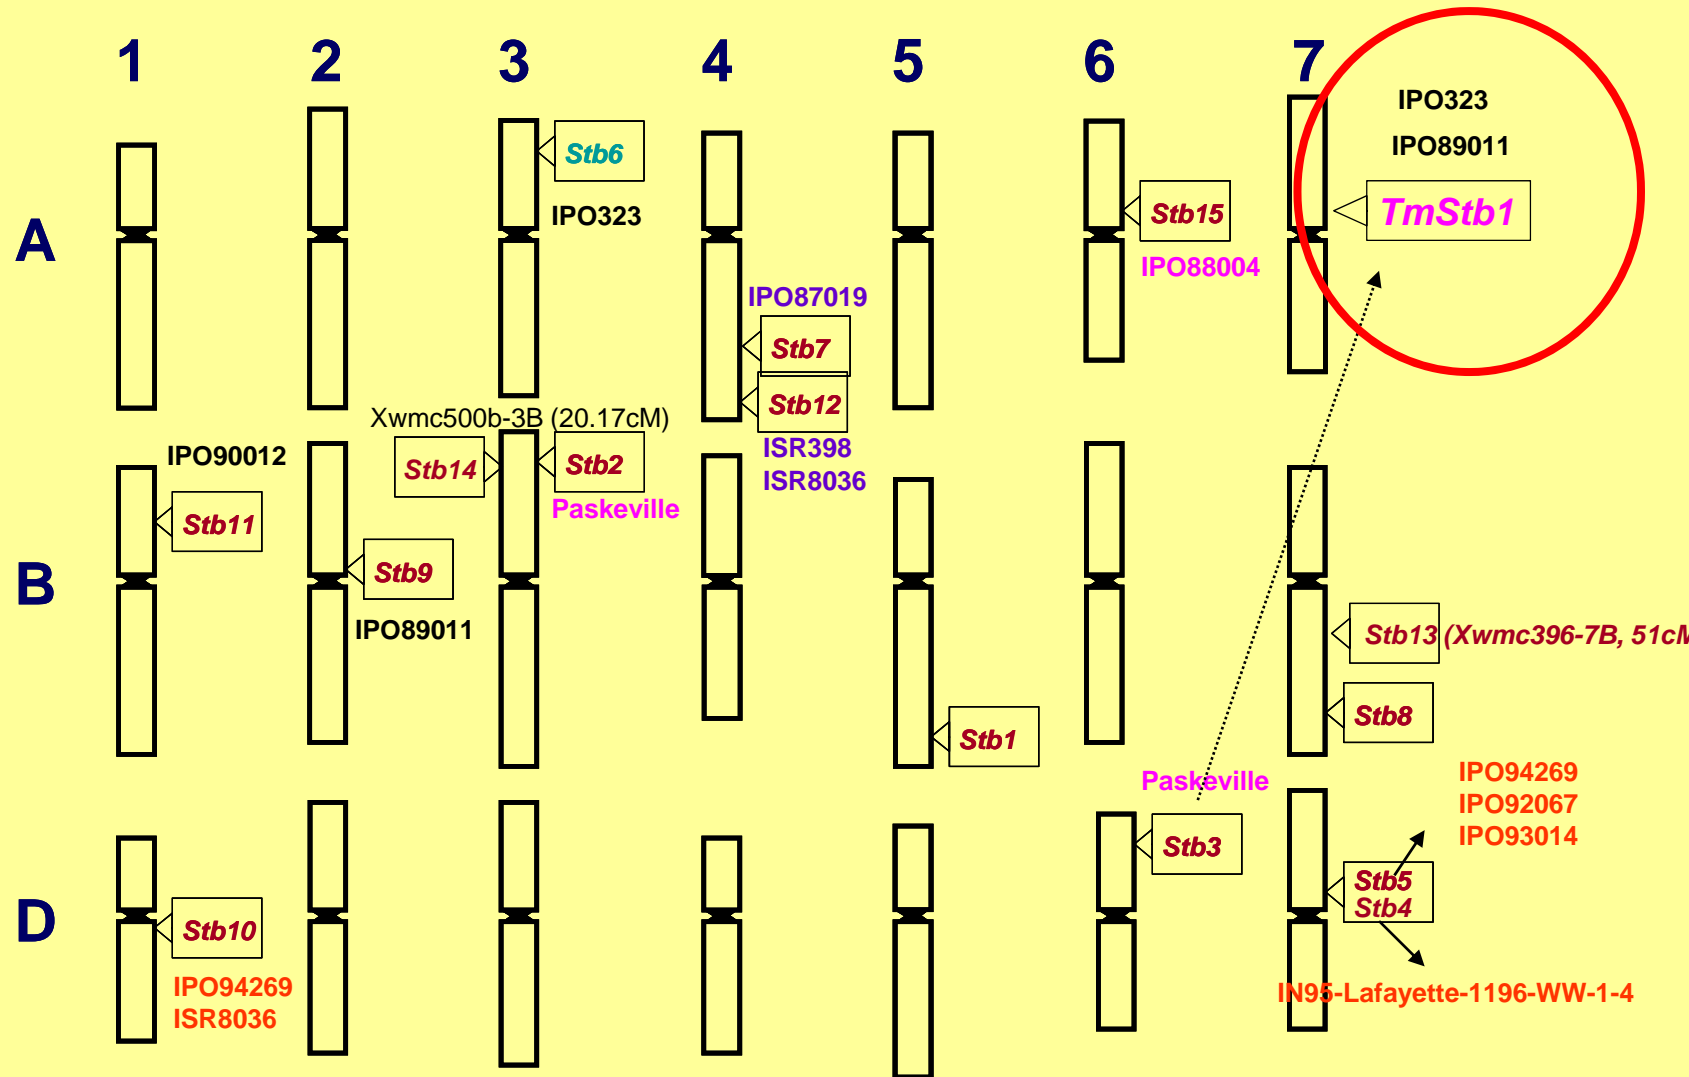 1 2 3 4 5 6 7
IPO323
IPO89011
TmStb1
A
Stb6
IPO323
Stb15
IPO88004
IPO87019
Stb7
Stb12
ISR398
ISR8036
Xwmc500b-3B (20.17cM)
Stb14
Stb2
Paskeville
IPO90012
Stb11
B
Stb9
IPO89011
Stb13 (Xwmc396-7B, 51cM
Stb8
Stb1
Paskeville
Stb3
IPO94269
IPO92067
IPO93014
Stb5
Stb4
IN95-Lafayette-1196-WW-1-4
D
Stb10
IPO94269
ISR8036